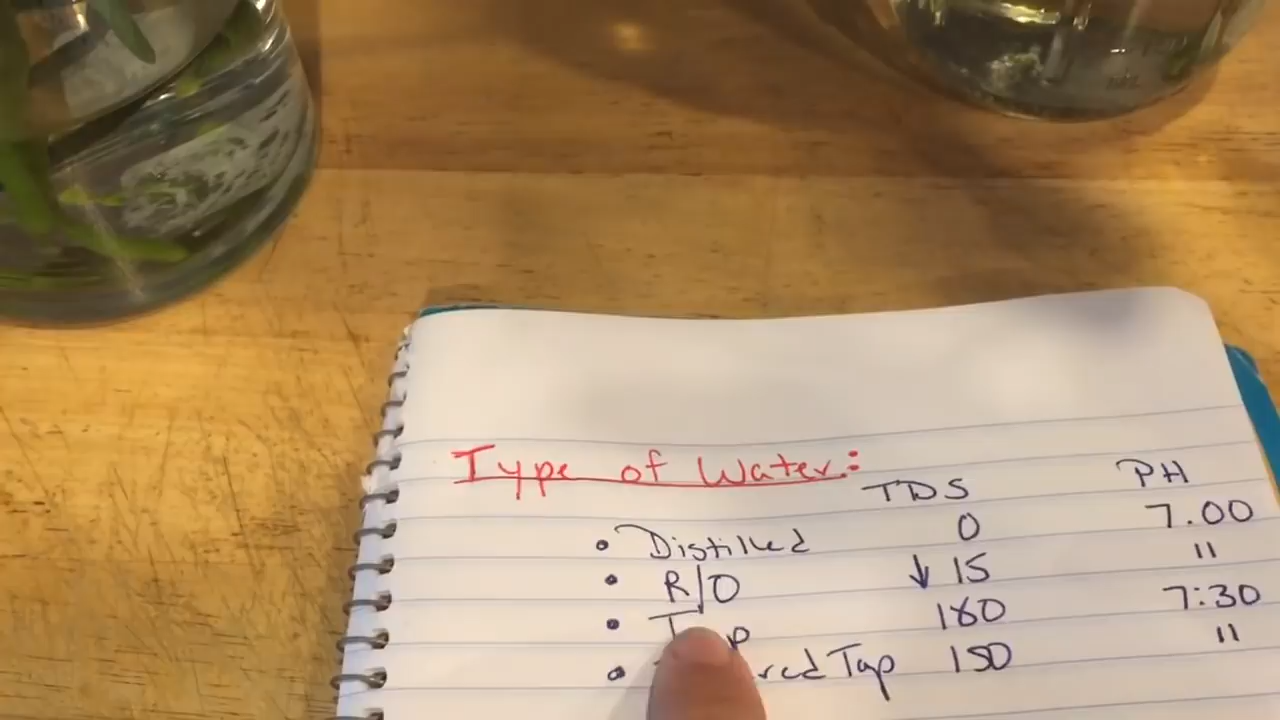 Type of Water:
TDS PH
• Distilled 0 7.00
• R/O ↓ 15 "
• 180 7:30
• Tap 150 "